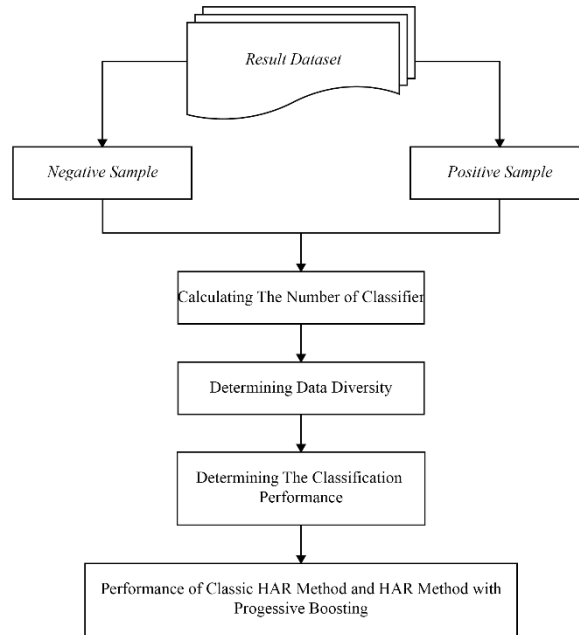 Result Dataset
Negative Sample
Positive Sample
Calculating The Number of Classifier
Determining Data Diversity
Determining The Classification
Performance
Performance of Classic HAR Method and HAR Method with
Progessive Boosting